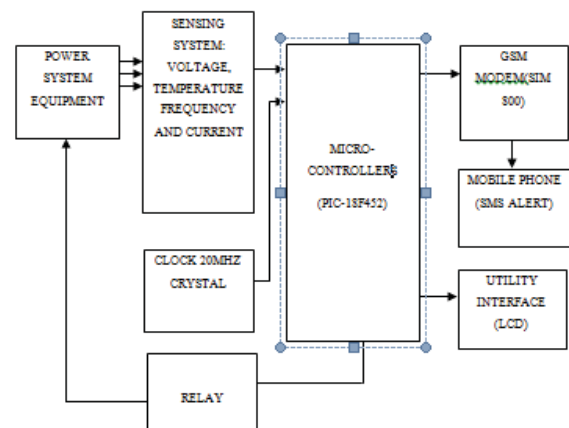 POWER
SYSTEM
EQUIPMENT
SENSING
SYSTEM:
VOLTAGE,
TEMPERATURE
FREQUENCY
AND CURRENT
MICRO-
CONTROLLERS
(PIC-18F452)
GSM
MODEM(SIM
800)
MOBILE PHONE
(SMS ALERT)
CLOCK 20MHZ
CRYSTAL
UTILITY
INTERFACE
(LCD)
RELAY